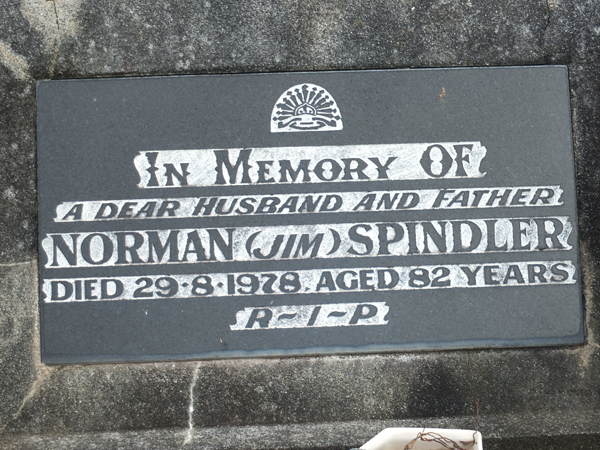 IN MEMORY OF
A DEAR HUSBAND AND FATHER
NORMAN (JIM) SPINDLER
DIED 29·8·1978 AGED 82 YEARS
R~I~P